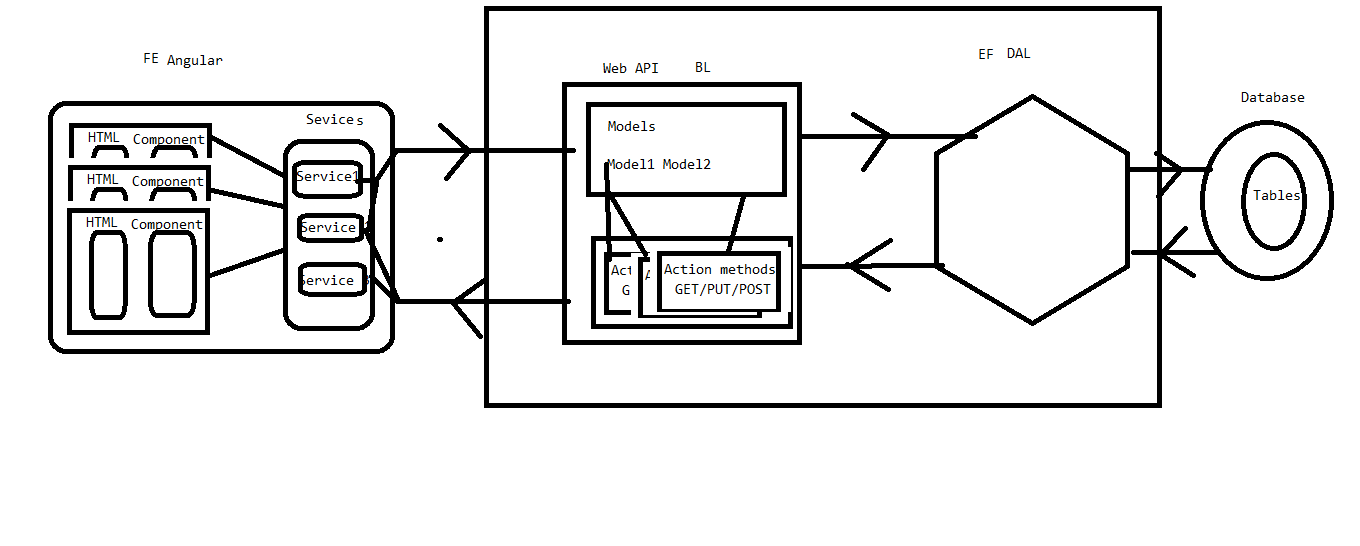 FE Angular
Sevices
HTML Component
HTML Component
HTML Component
Service1
Service
Service
Web API BL
Models
Model1 Model2
Act
G
A
Action methods
GET/PUT/POST
EF DAL
Database
Tables